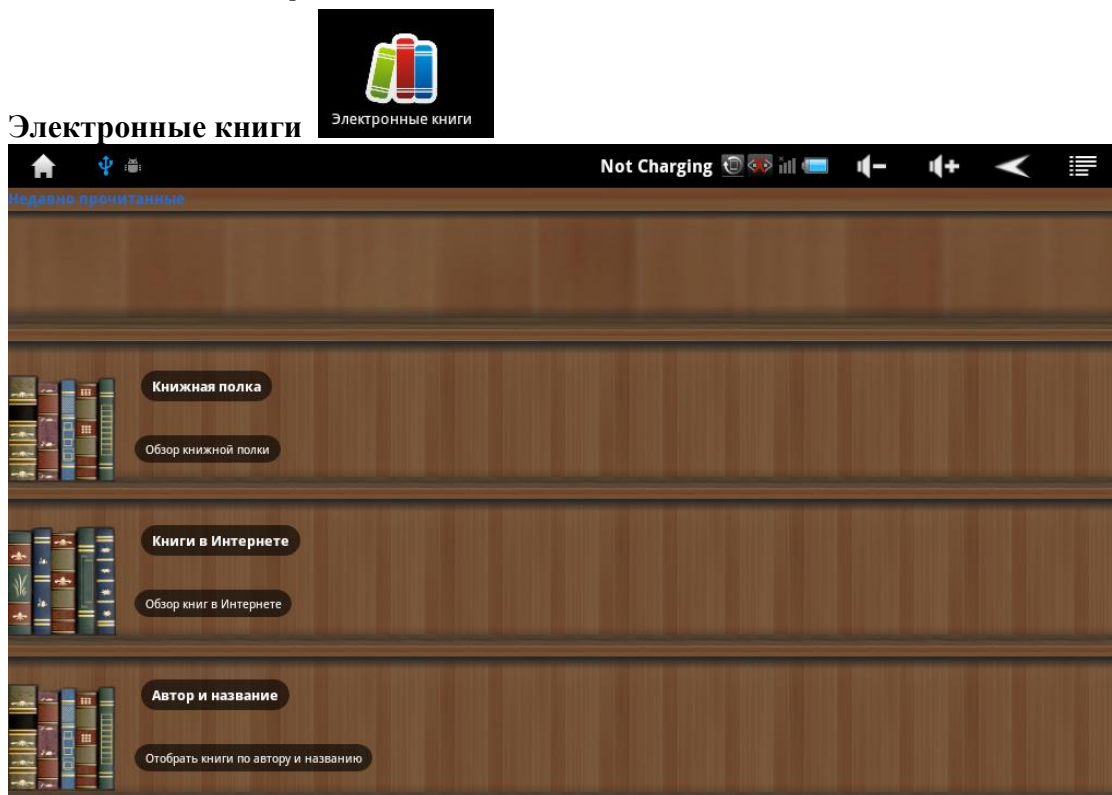 Электронные книги
Электронные книги
Not Charging
Недавно прочитанные
Книжная полка
Обзор книжной полки
Книги в Интернете
Обзор книг в Интернете
Автор и название
Отобрать книги по автору и названию